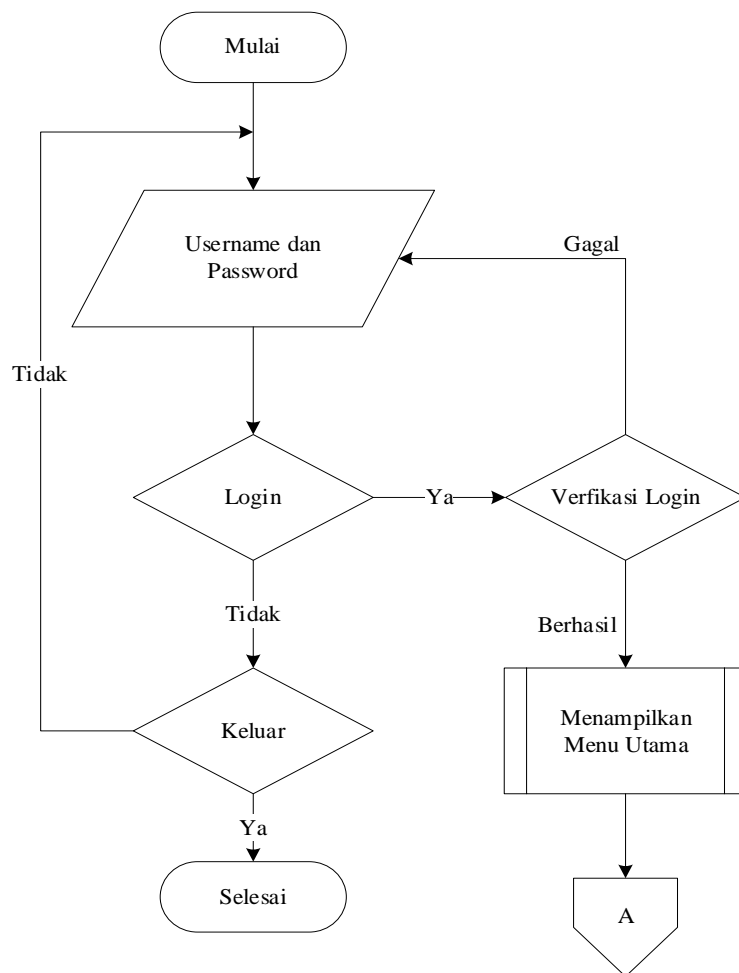 Mulai
Username dan
Password
Gagal
Tidak
Login
Ya
Verfikasi Login
Tidak
Berhasil
Keluar
Menampilkan
Menu Utama
Ya
Selesai
A